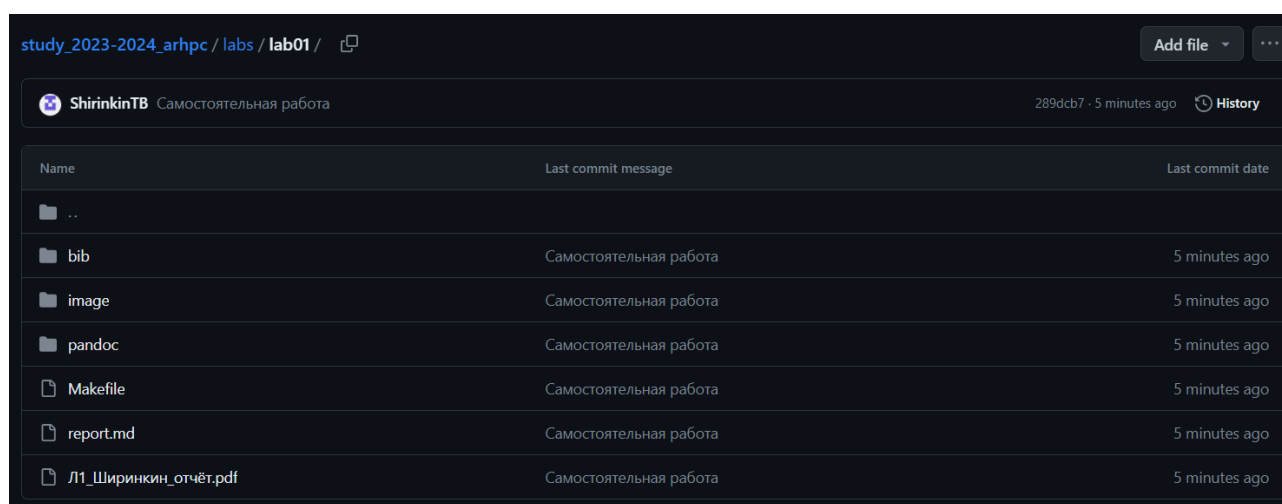 study_2023-2024_arhpc / labs / lab01 /
Add file
ShirinkinTB Самостоятельная работа 289dcb7 · 5 minutes ago History
Name Last commit message Last commit date
..
bib Самостоятельная работа 5 minutes ago
image Самостоятельная работа 5 minutes ago
pandoc Самостоятельная работа 5 minutes ago
Makefile Самостоятельная работа 5 minutes ago
report.md Самостоятельная работа 5 minutes ago
Л1_Ширинкин_отчёт.pdf Самостоятельная работа 5 minutes ago